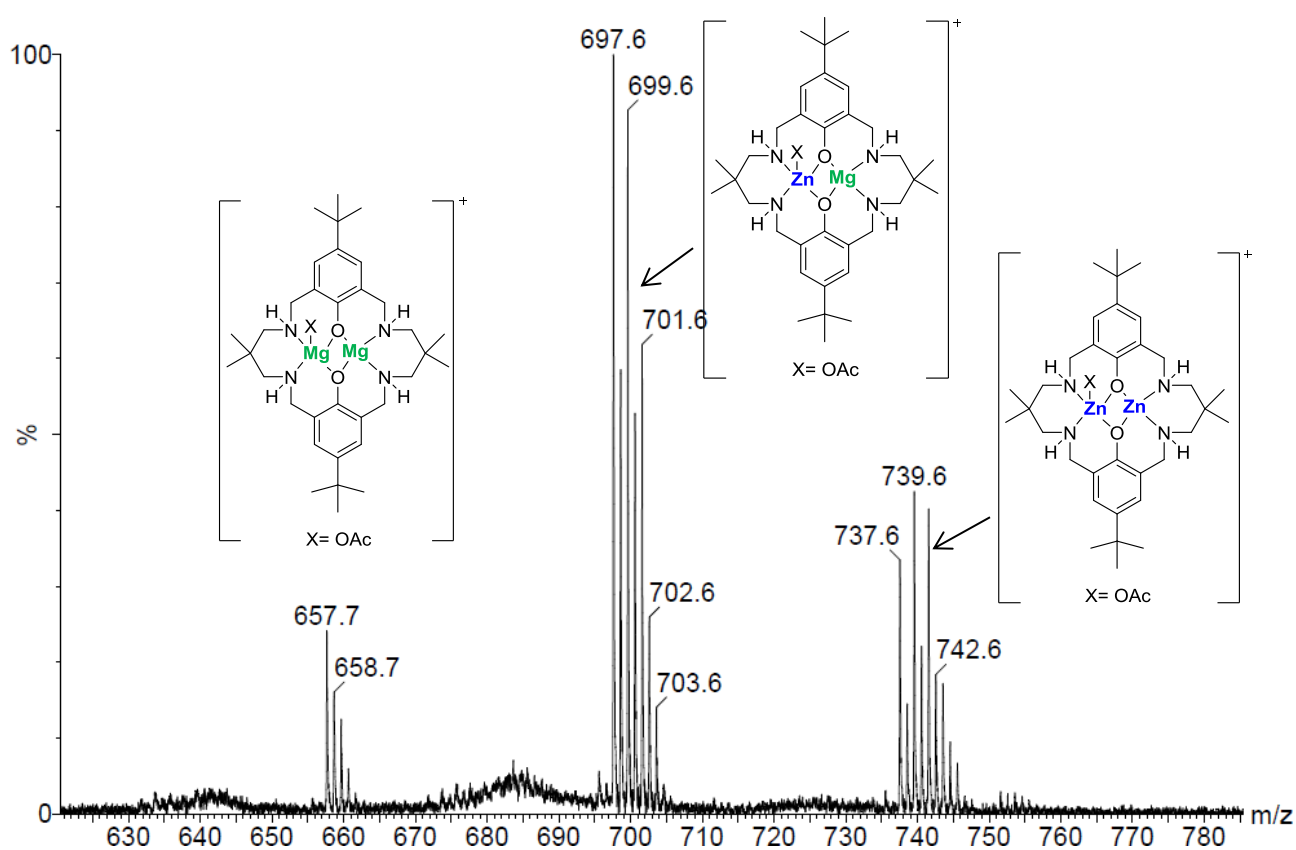 100
%
0
630 640 650 660 670 680 690 700 710 720 730 740 750 760 770 780 m/z
657.7
658.7
697.6
699.6
701.6
702.6
703.6
737.6
739.6
742.6
+
H H
N X O N
Mg Mg
N O N
H H
X= OAc
+
H H
N X O N
Zn Mg
N O N
H H
X= OAc
+
H H
N X O N
Zn Zn
N O N
H H
X= OAc